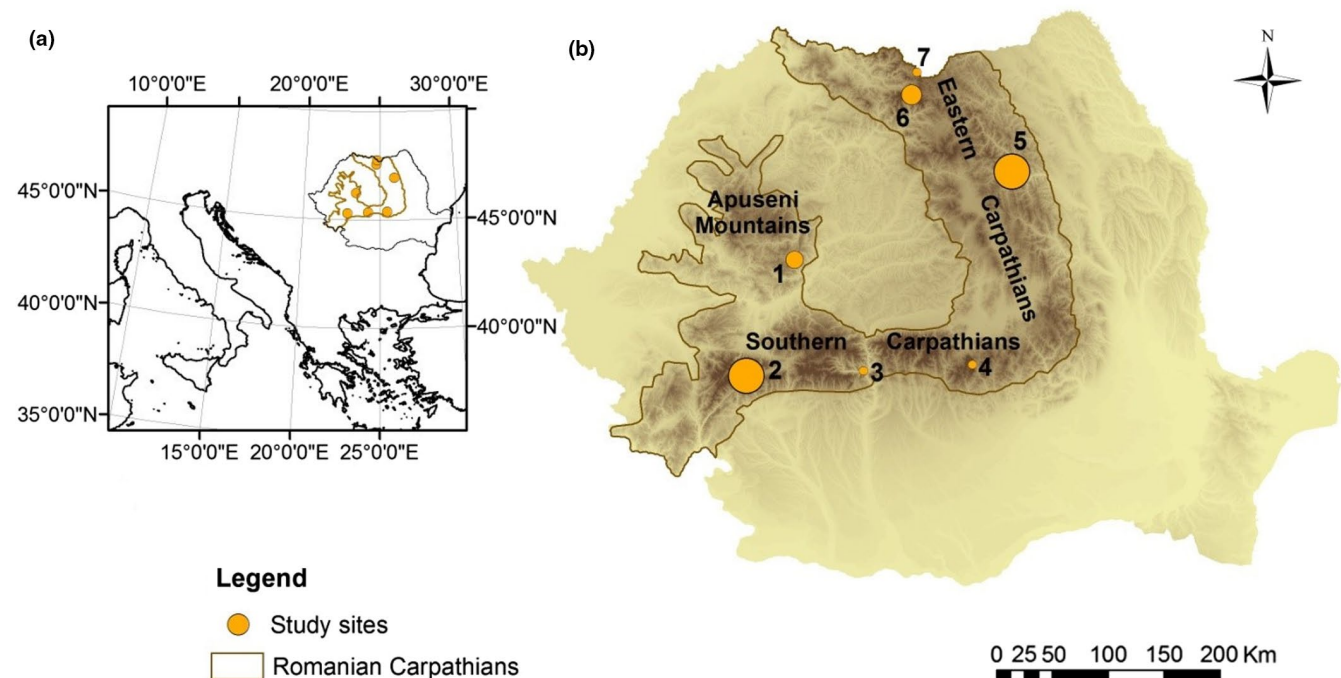 (a)
10°0'0"E 20°0'0"E 30°0'0"E
45°0'0"N
45°0'0"N
40°0'0"N
40°0'0"N
35°0'0"N
15°0'0"E 20°0'0"E 25°0'0"E
Legend
Study sites
Romanian Carpathians
(b)
N
7
6
Eastern
5
Carpathians
Apuseni
Mountains
1
Southern Carpathians
2
3
4
0 25 50 100 150 200 Km